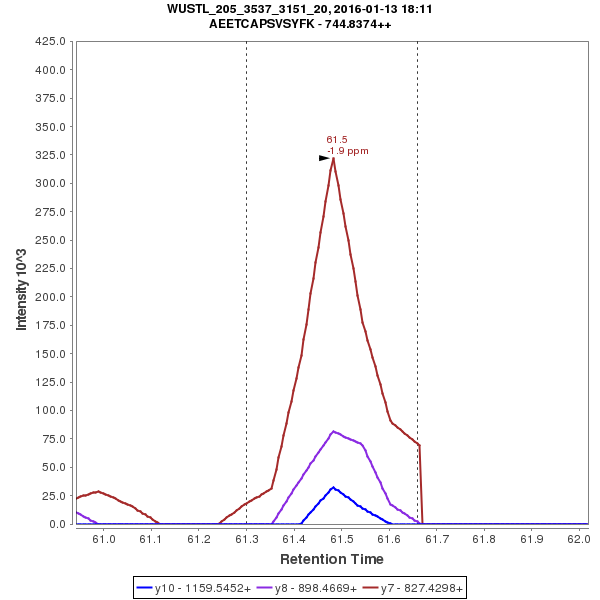 WUSTL_205_3537_3151_20, 2016-01-13 18:11
AEETCAPSVSYFK - 744.8374++
425.0
400.0
375.0
350.0
325.0
300.0
275.0
250.0
225.0
200.0
175.0
150.0
125.0
100.0
75.0
50.0
25.0
0.0
Intensity 10^3
61.5
-1.9 ppm
61.0 61.1 61.2 61.3 61.4 61.5 61.6 61.7 61.8 61.9 62.0
Retention Time
y10 - 1159.5452+ y8 - 898.4669+ y7 - 827.4298+